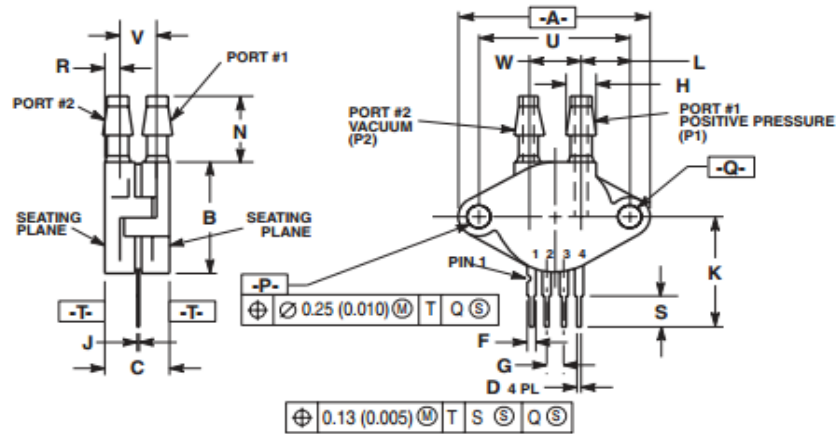 -A-
V
U
R
PORT #1
W
L
H
PORT #2
N
PORT #2
VACUUM
(P2)
PORT #1
POSITIVE PRESSURE
(P1)
-Q-
B
SEATING
PLANE
SEATING
PLANE
PIN 1
1 2 3 4
K
-P-
⌖ Ø 0.25 (0.010) Ⓜ T Q Ⓢ
S
-T-
-T-
J
F
C
G
D 4 PL
⌖ 0.13 (0.005) Ⓜ T S Ⓢ Q Ⓢ